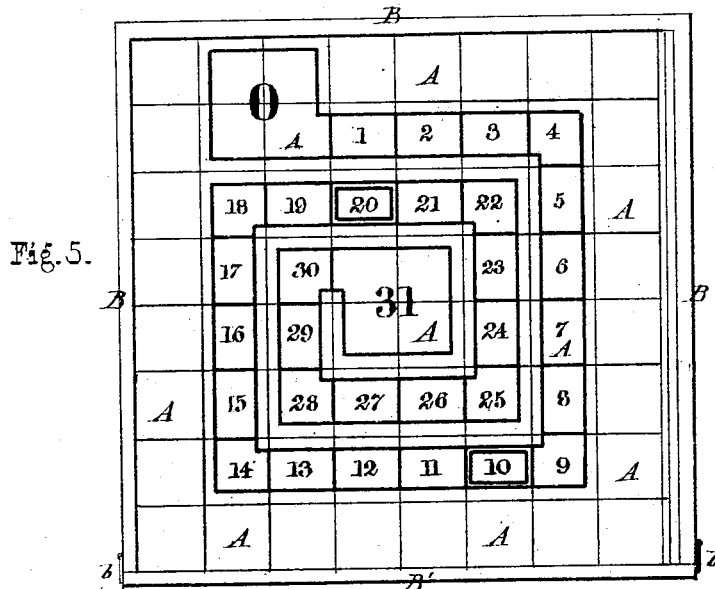 B
A
0
A 1 2 3 4
18 19 20 21 22 5 A
Fig. 5.
17 30 23 6
B 31 B
16 29 A 24 7
A
15 28 27 26 25 8
A
14 13 12 11 10 9 A
A A
b B' b